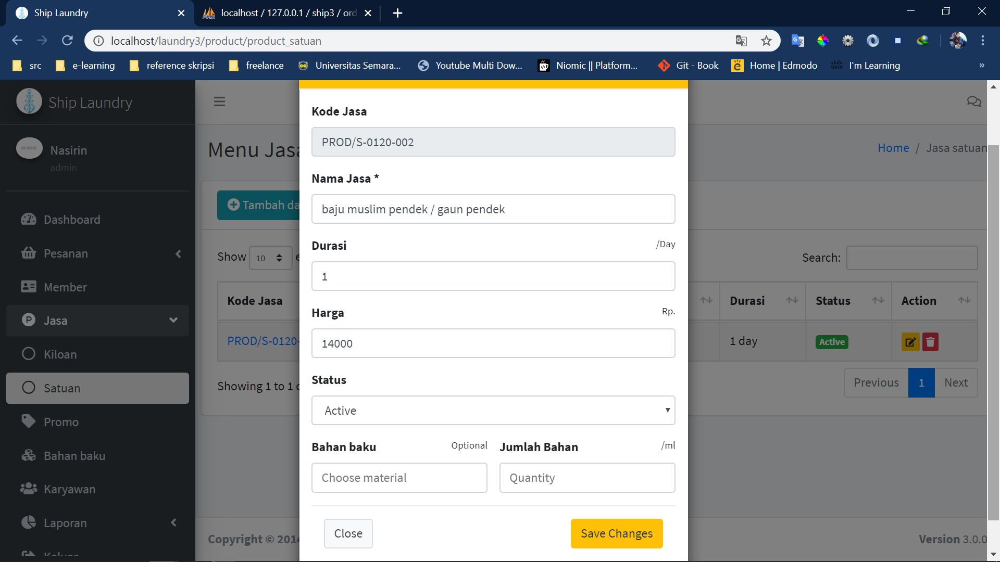 Ship Laundry
localhost / 127.0.0.1 / ship3 / ord
localhost/laundry3/product/product_satuan
src
e-learning
reference skripsi
freelance
Universitas Semara...
Youtube Multi Dow...
Niomic || Platform...
Git - Book
Home | Edmodo
I'm Learning
»
Ship Laundry
Nasirin
admin
Dashboard
Pesanan
Member
Jasa
Kiloan
Satuan
Promo
Bahan baku
Karyawan
Laporan
Keluar
Menu Jasa
Home / Jasa satuan
Tambah da
Show 10 e
Search:
Kode Jasa
Durasi
Status
Action
PROD/S-0120-
1 day
Active
Showing 1 to 1 o
Previous
1
Next
Copyright © 2014
Version 3.0.0
Kode Jasa
PROD/S-0120-002
Nama Jasa *
baju muslim pendek / gaun pendek
Durasi
/Day
1
Harga
Rp.
14000
Status
Active
Bahan baku
Optional
Jumlah Bahan
/ml
Choose material
Quantity
Close
Save Changes